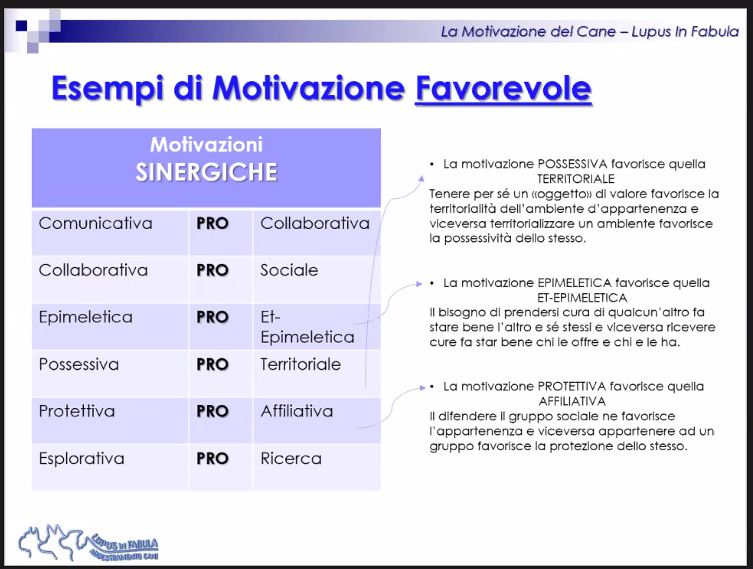 La Motivazione del Cane – Lupus In Fabula
Esempi di Motivazione Favorevole
Motivazioni
SINERGICHE
Comunicativa PRO Collaborativa
Collaborativa PRO Sociale
Epimeletica PRO Et-
Epimeletica
Possessiva PRO Territoriale
Protettiva PRO Affiliativa
Esplorativa PRO Ricerca
• La motivazione POSSESSIVA favorisce quella
TERRITORIALE
Tenere per sé un «oggetto» di valore favorisce la
territorialità dell'ambiente d'appartenenza e
viceversa territorializzare un ambiente favorisce
la possessività dello stesso.
• La motivazione EPIMELETICA favorisce quella
ET-EPIMELETICA
Il bisogno di prendersi cura di qualcun'altro fa
stare bene l'altro e sé stessi e viceversa ricevere
cure fa star bene chi le offre e chi e le ha.
• La motivazione PROTETTIVA favorisce quella
AFFILIATIVA
Il difendere il gruppo sociale ne favorisce
l'appartenenza e viceversa appartenere ad un
gruppo favorisce la protezione dello stesso.
LUPUS in FABULA
ADDESTRAMENTO CANI